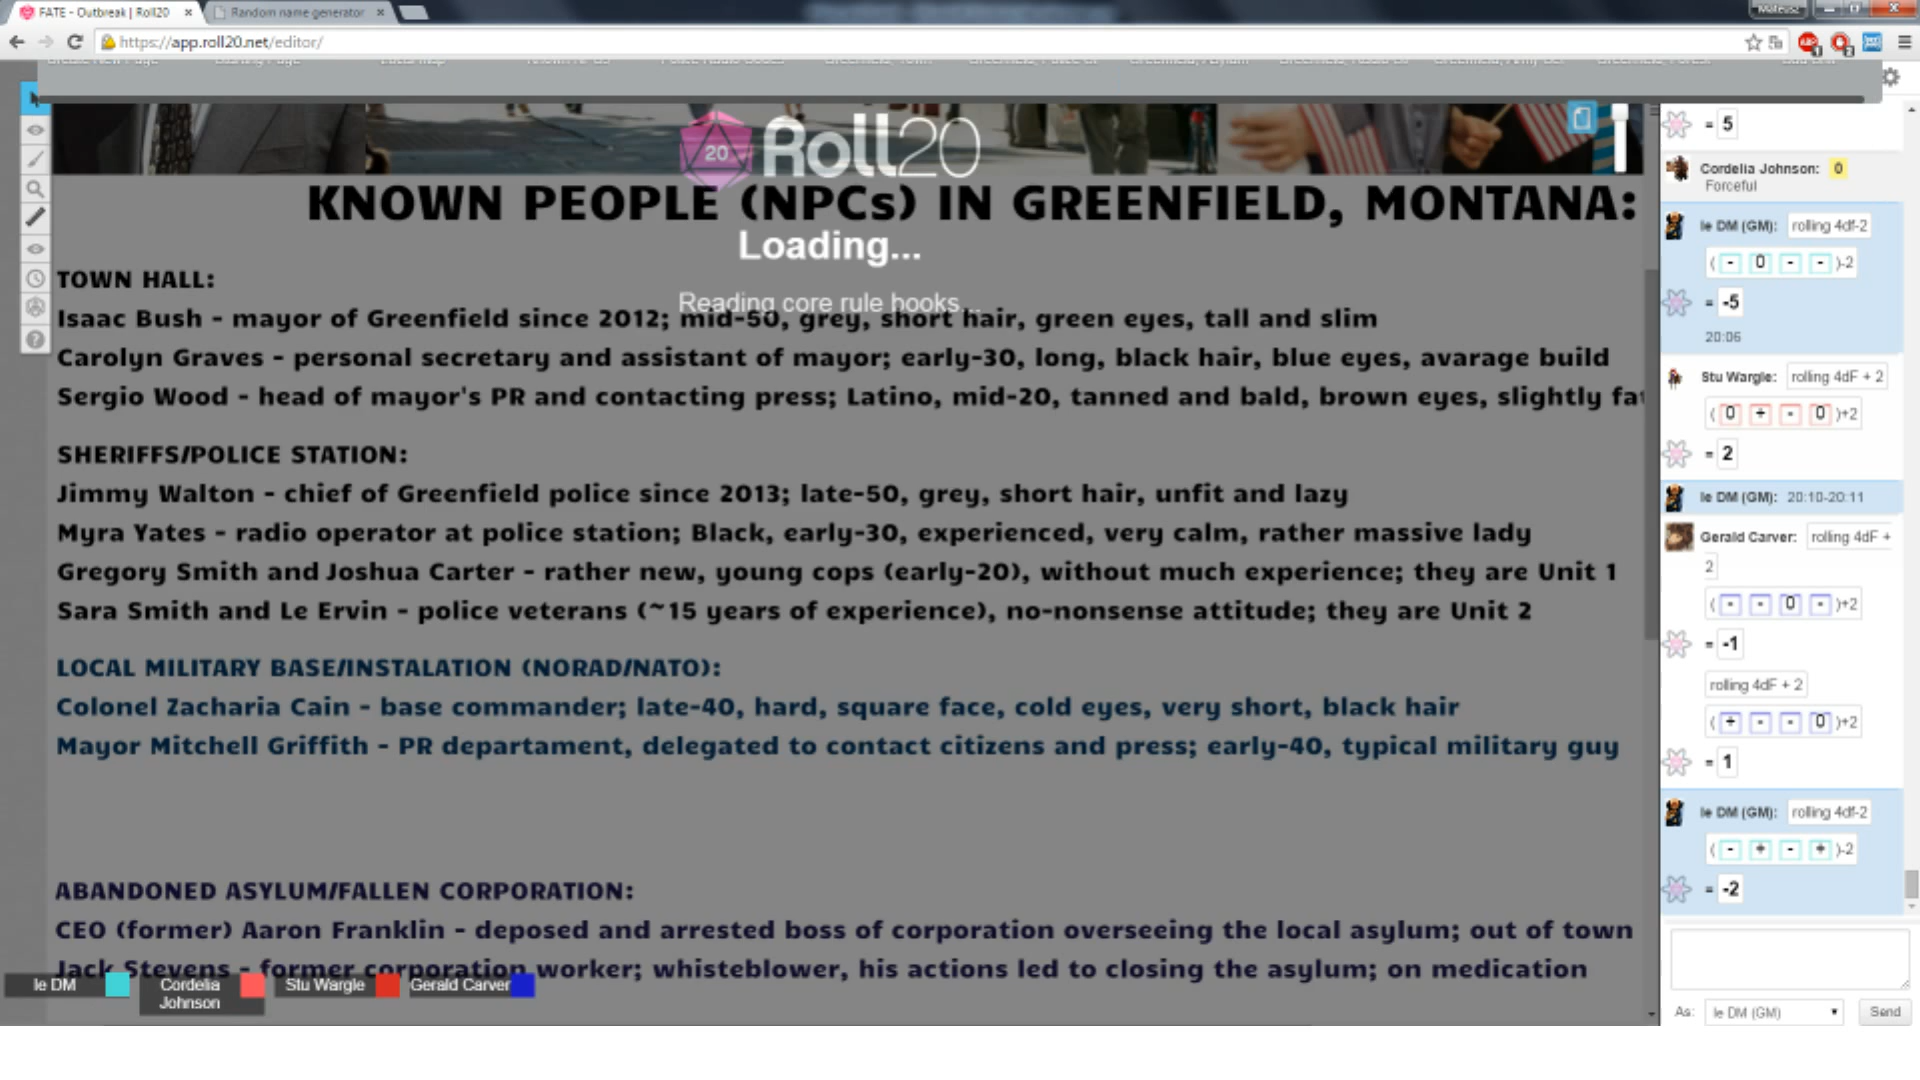 FATE - Outbreak | Roll20
Random name generator
Mateusz
https://app.roll20.net/editor/
Roll20
20
KNOWN PEOPLE (NPCs) IN GREENFIELD, MONTANA:
Loading...
Reading core rule books...
TOWN HALL:
Isaac Bush - mayor of Greenfield since 2012; mid-50, grey, short hair, green eyes, tall and slim
Carolyn Graves - personal secretary and assistant of mayor; early-30, long, black hair, blue eyes, avarage build
Sergio Wood - head of mayor's PR and contacting press; Latino, mid-20, tanned and bald, brown eyes, slightly fat
SHERIFFS/POLICE STATION:
Jimmy Walton - chief of Greenfield police since 2013; late-50, grey, short hair, unfit and lazy
Myra Yates - radio operator at police station; Black, early-30, experienced, very calm, rather massive lady
Gregory Smith and Joshua Carter - rather new, young cops (early-20), without much experience; they are Unit 1
Sara Smith and Le Ervin - police veterans (~15 years of experience), no-nonsense attitude; they are Unit 2
LOCAL MILITARY BASE/INSTALATION (NORAD/NATO):
Colonel Zacharia Cain - base commander; late-40, hard, square face, cold eyes, very short, black hair
Mayor Mitchell Griffith - PR departament, delegated to contact citizens and press; early-40, typical military guy
ABANDONED ASYLUM/FALLEN CORPORATION:
CEO (former) Aaron Franklin - deposed and arrested boss of corporation overseeing the local asylum; out of town
Jack Stevens - former corporation worker; whisteblower, his actions led to closing the asylum; on medication
le DM
Cordelia Johnson
Stu Wargle
Gerald Carver
= 5
Cordelia Johnson: 0
Forceful
le DM (GM): rolling 4df-2
( - 0 - - )-2
= -5
20:06
Stu Wargle: rolling 4dF + 2
( 0 + - 0 )+2
= 2
le DM (GM): 20:10-20:11
Gerald Carver: rolling 4dF +
2
( - - 0 - )+2
= -1
rolling 4dF + 2
( + - - 0 )+2
= 1
le DM (GM): rolling 4df-2
( - + - + )-2
= -2
As: le DM (GM) Send